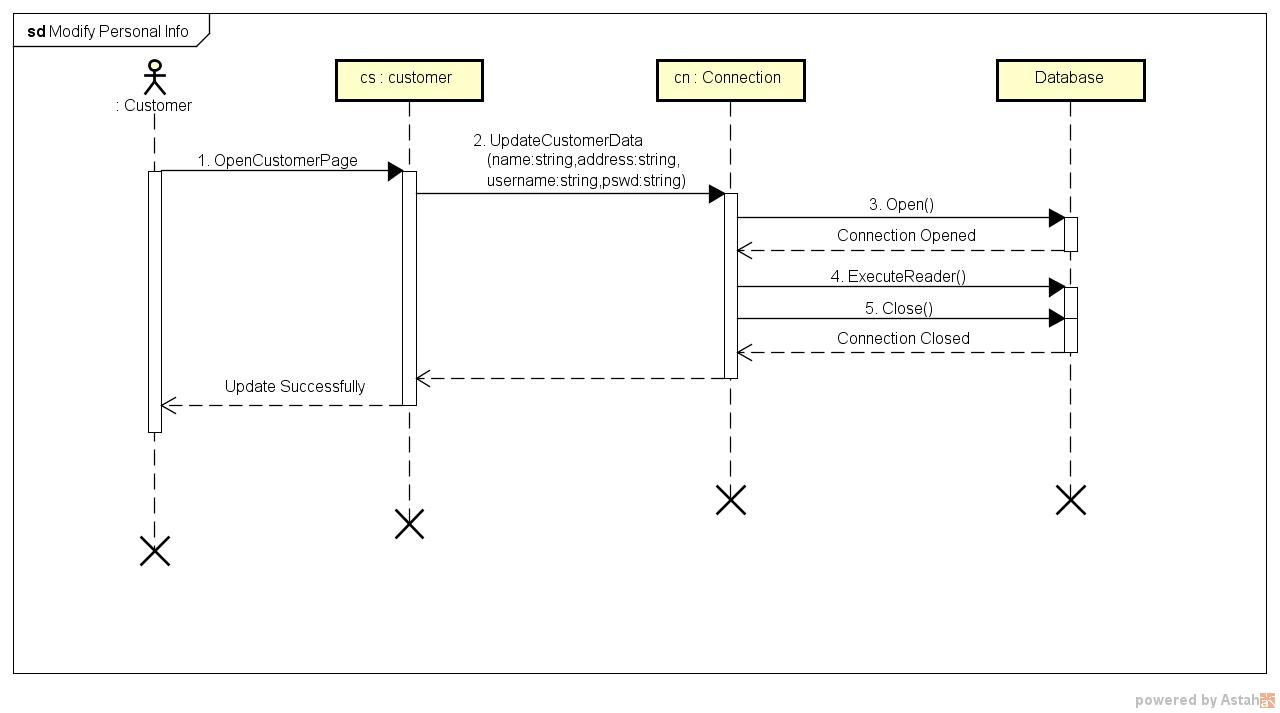 sd Modify Personal Info
: Customer
cs : customer
cn : Connection
Database
1. OpenCustomerPage
2. UpdateCustomerData
(name:string,address:string,
username:string,pswd:string)
3. Open()
Connection Opened
4. ExecuteReader()
5. Close()
Connection Closed
Update Successfully
powered by Astah